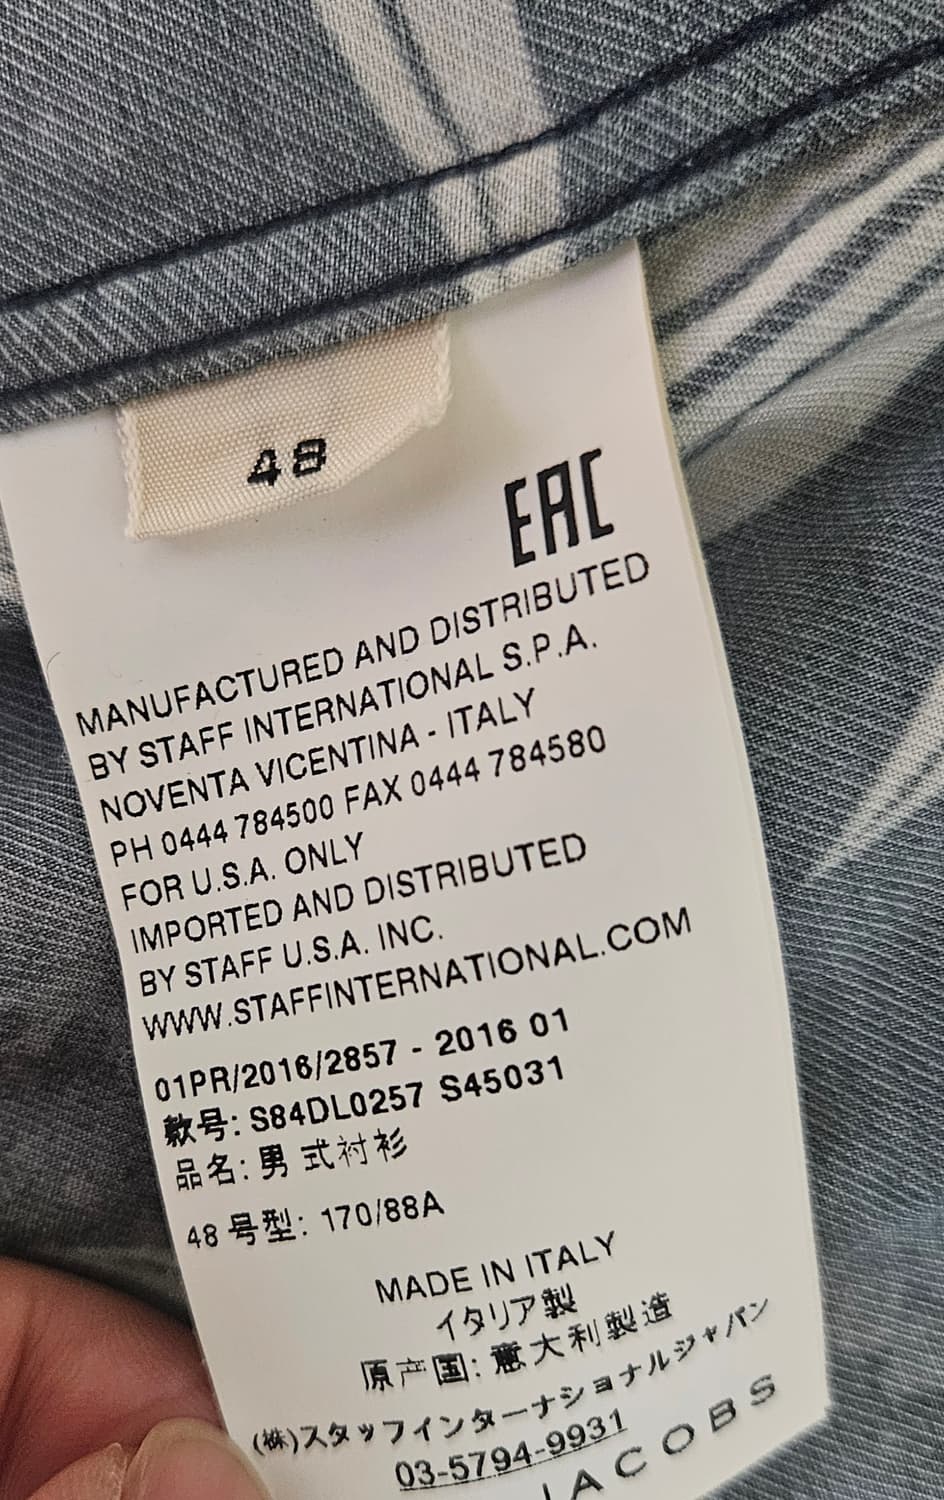 48
EAC
MANUFACTURED AND DISTRIBUTED
BY STAFF INTERNATIONAL S.P.A.
NOVENTA VICENTINA - ITALY
PH 0444 784500 FAX 0444 784580
FOR U.S.A. ONLY
IMPORTED AND DISTRIBUTED
BY STAFF U.S.A. INC.
WWW.STAFFINTERNATIONAL.COM
01PR/2016/2857 - 2016 01
款号: S84DL0257 S45031
品名: 男 式衬衫
48 号型: 170/88A
MADE IN ITALY
イタリア製
原产国: 意大利製造
(株)スタッフインターナショナルジャパン
03-5794-9931
JACOBS